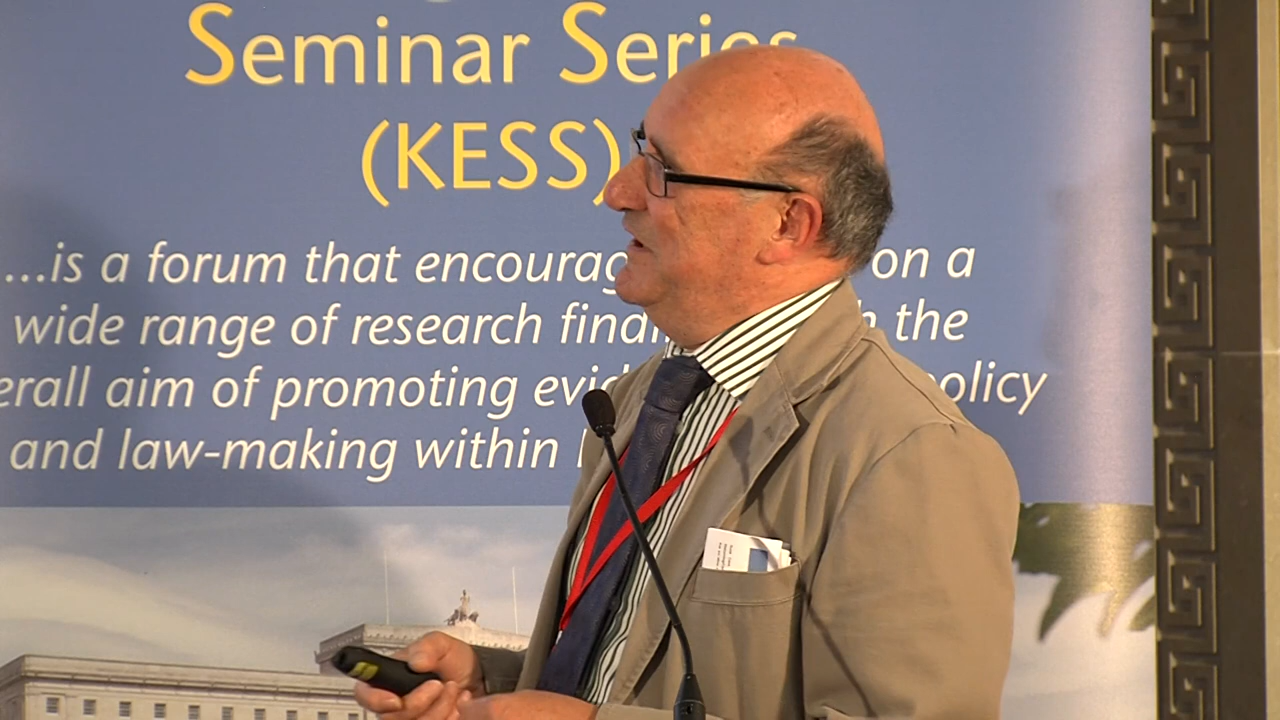 Seminar Series
(KESS)
...is a forum that encourag on a
wide range of research findi h the
erall aim of promoting evid policy
and law-making within